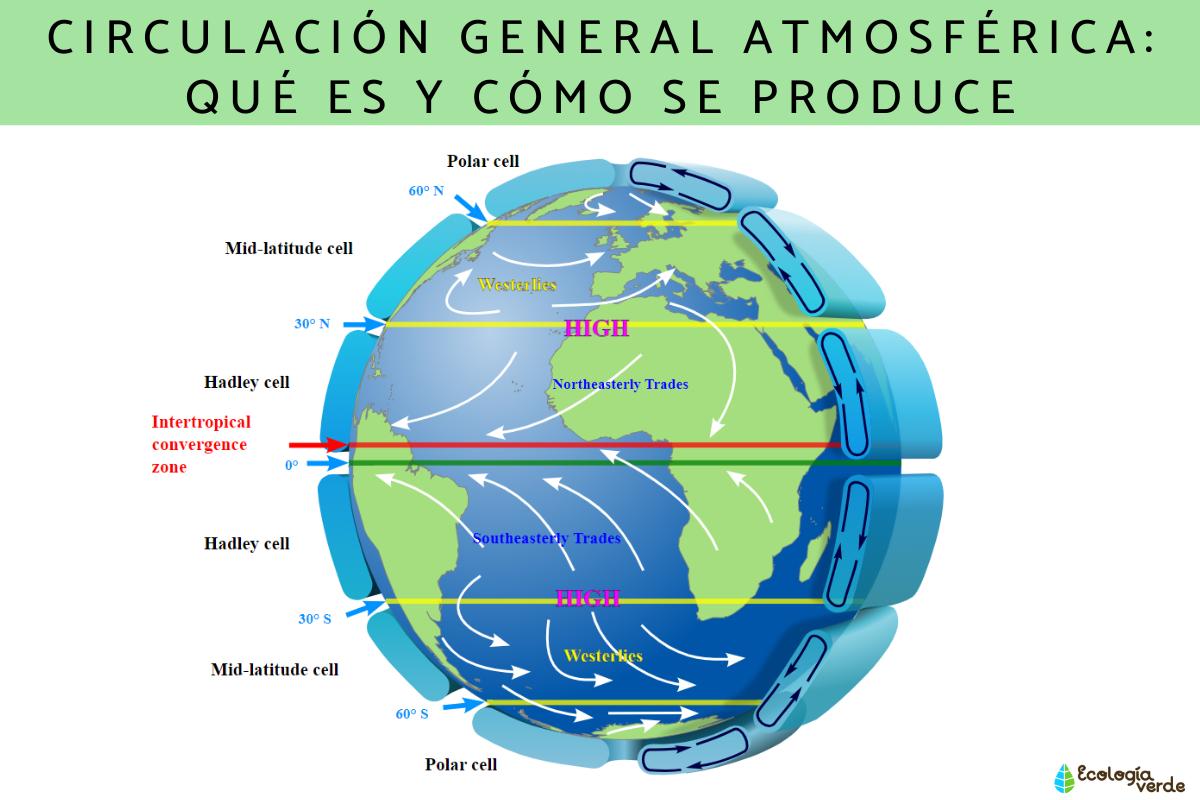 CIRCULACIÓN GENERAL ATMOSFÉRICA:
QUÉ ES Y CÓMO SE PRODUCE
Polar cell
60° N
Mid-latitude cell
Westerlies
30° N
HIGH
Hadley cell
Northeasterly Trades
Intertropical
convergence
zone
0°
Hadley cell
Southeasterly Trades
HIGH
30° S
Westerlies
Mid-latitude cell
60° S
Polar cell
Ecología
verde